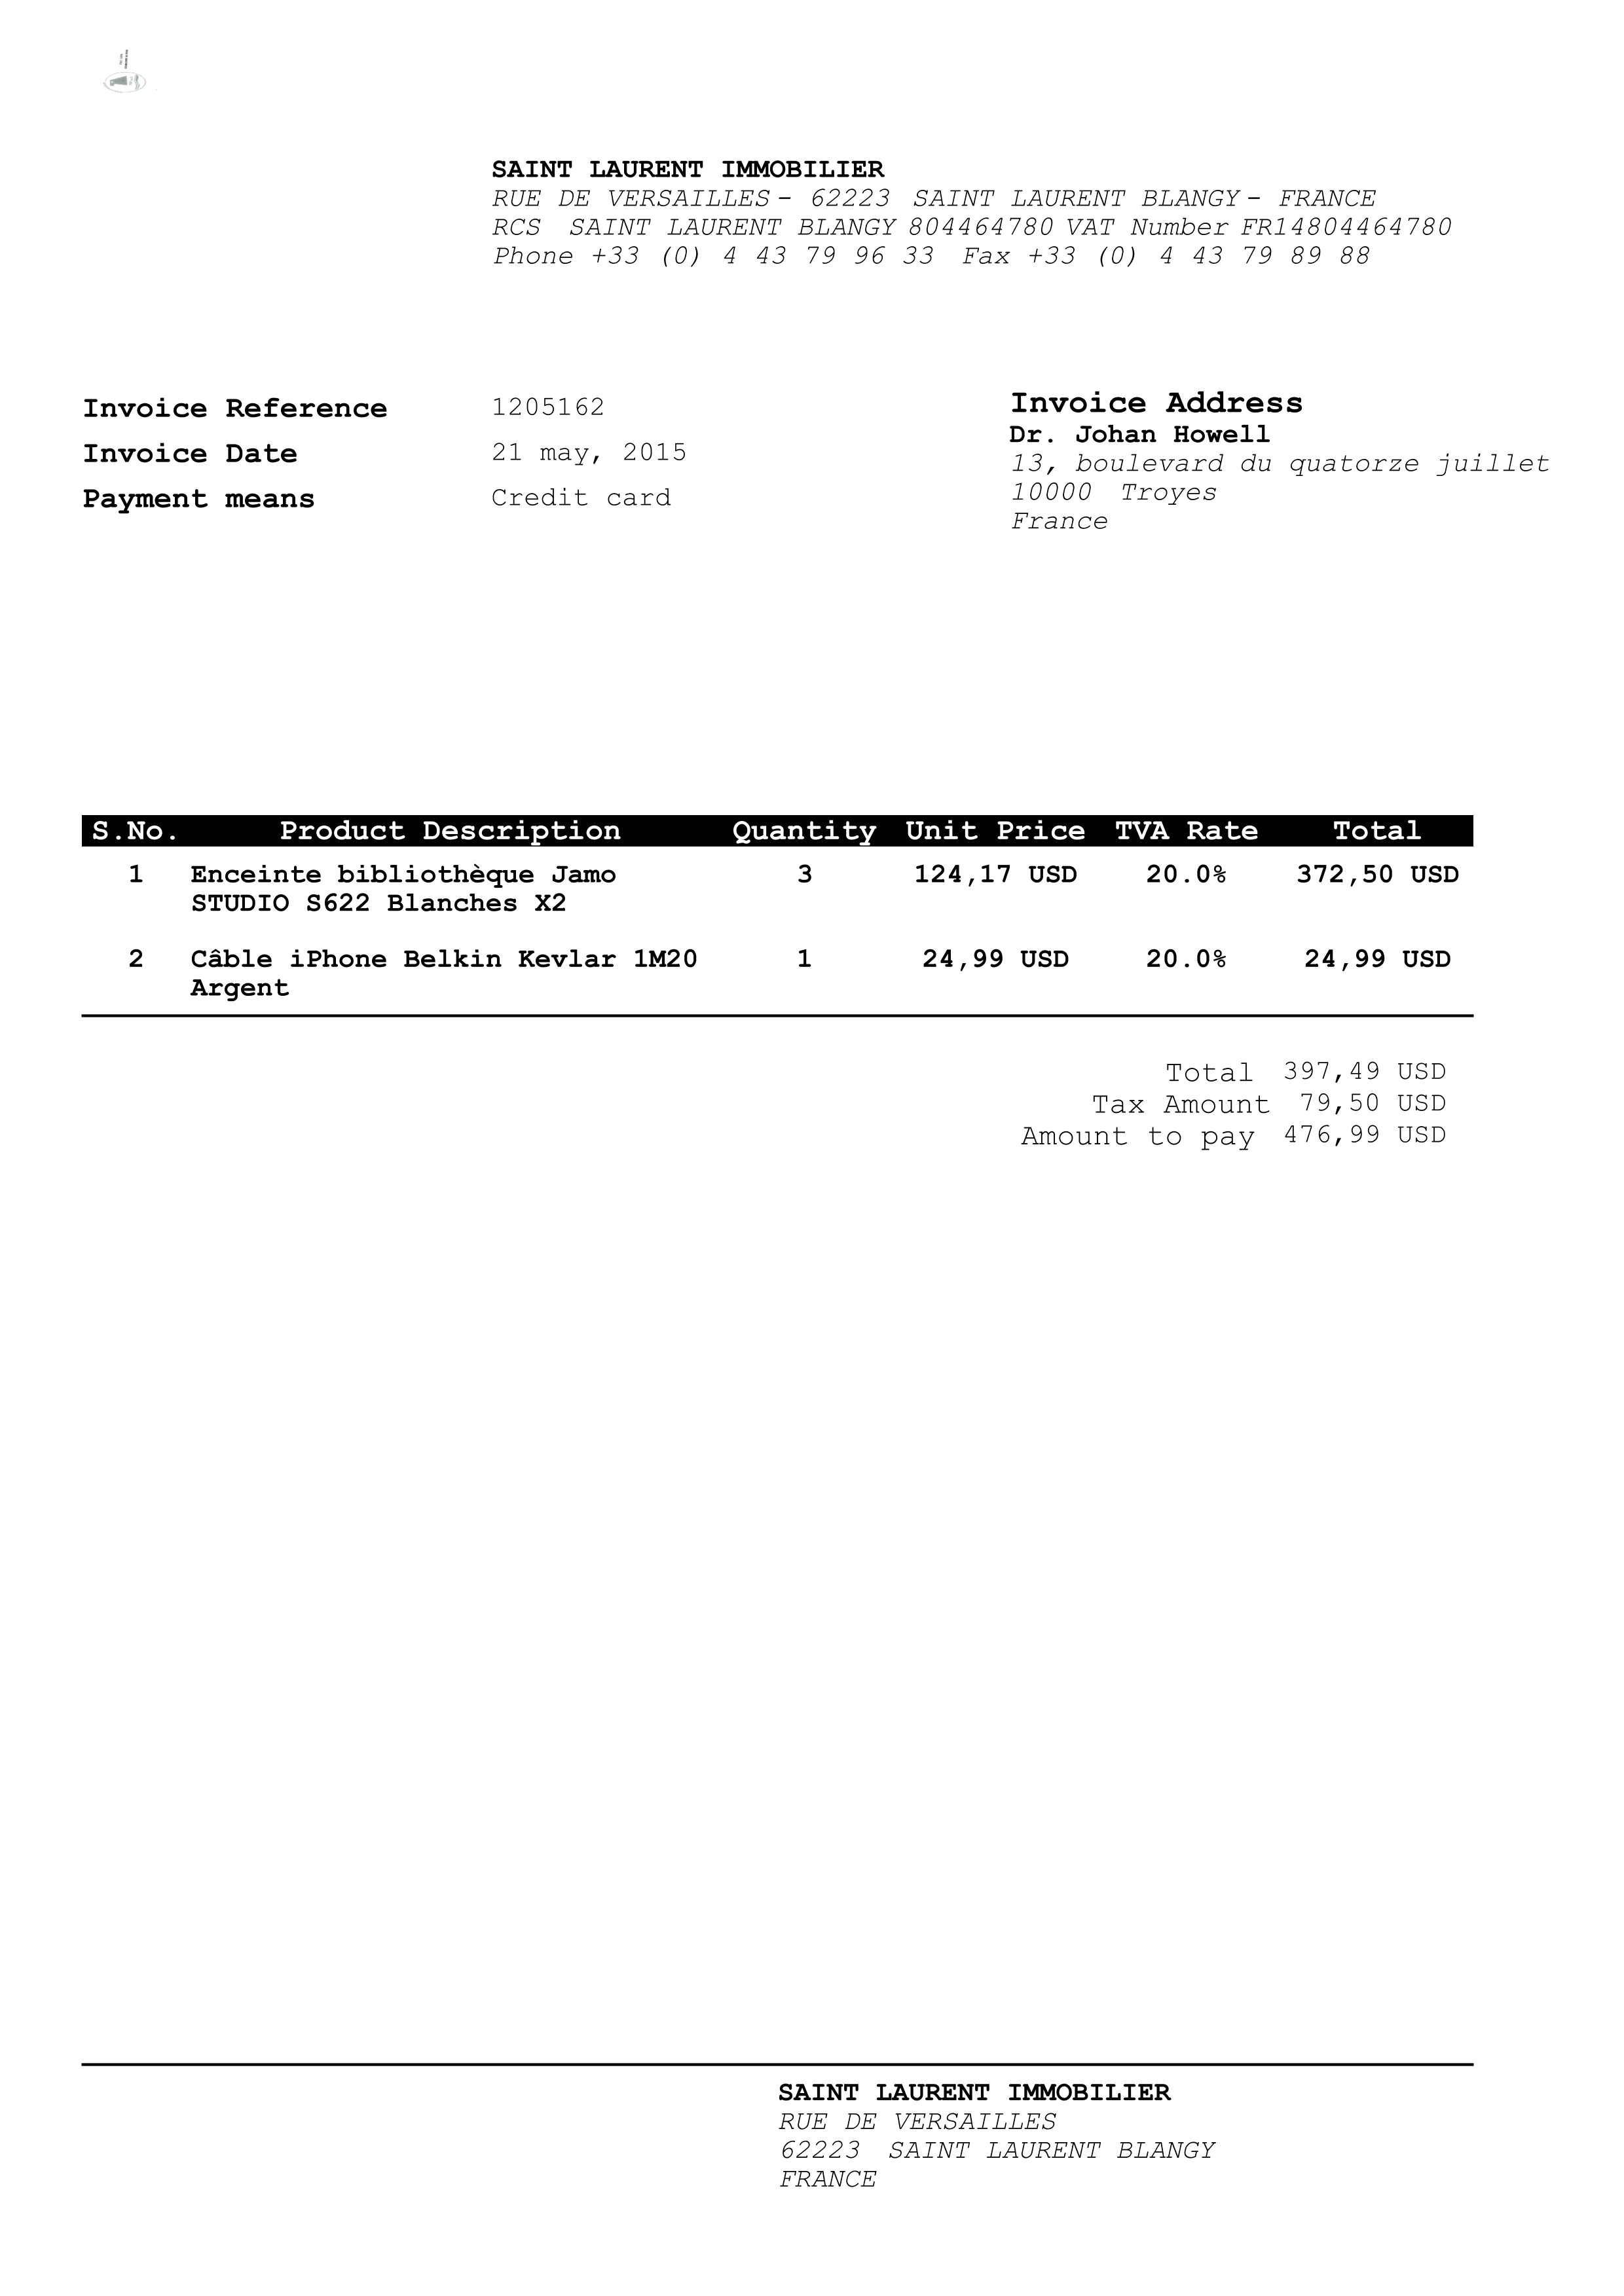 SAINT LAURENT IMMOBILIER
RUE DE VERSAILLES - 62223 SAINT LAURENT BLANGY - FRANCE
RCS SAINT LAURENT BLANGY 804464780 VAT Number FR14804464780
Phone +33 (0) 4 43 79 96 33 Fax +33 (0) 4 43 79 89 88
Invoice Reference 1205162
Invoice Date 21 may, 2015
Payment means Credit card
Invoice Address
Dr. Johan Howell
13, boulevard du quatorze juillet
10000 Troyes
France
S.No. Product Description Quantity Unit Price TVA Rate Total
1 Enceinte bibliothèque Jamo 3 124,17 USD 20.0% 372,50 USD
STUDIO S622 Blanches X2
2 Câble iPhone Belkin Kevlar 1M20 1 24,99 USD 20.0% 24,99 USD
Argent
Total 397,49 USD
Tax Amount 79,50 USD
Amount to pay 476,99 USD
SAINT LAURENT IMMOBILIER
RUE DE VERSAILLES
62223 SAINT LAURENT BLANGY
FRANCE